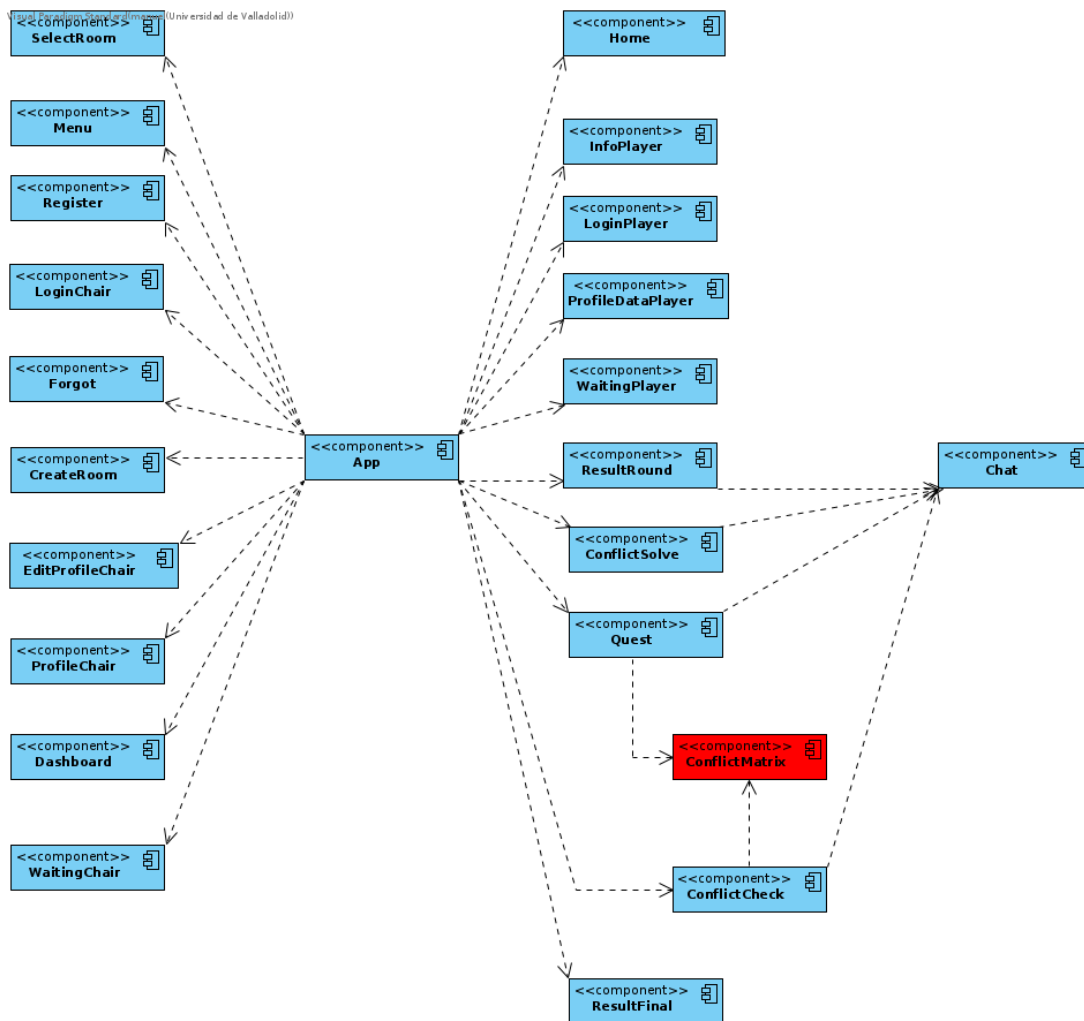 Visual Paradigm Standard(manuel(Universidad de Valladolid))
<<component>>
SelectRoom
<<component>>
Home
<<component>>
Menu
<<component>>
InfoPlayer
<<component>>
Register
<<component>>
LoginPlayer
<<component>>
LoginChair
<<component>>
ProfileDataPlayer
<<component>>
Forgot
<<component>>
WaitingPlayer
<<component>>
App
<<component>>
CreateRoom
<<component>>
ResultRound
<<component>>
Chat
<<component>>
EditProfileChair
<<component>>
ConflictSolve
<<component>>
Quest
<<component>>
ProfileChair
<<component>>
Dashboard
<<component>>
ConflictMatrix
<<component>>
WaitingChair
<<component>>
ConflictCheck
<<component>>
ResultFinal